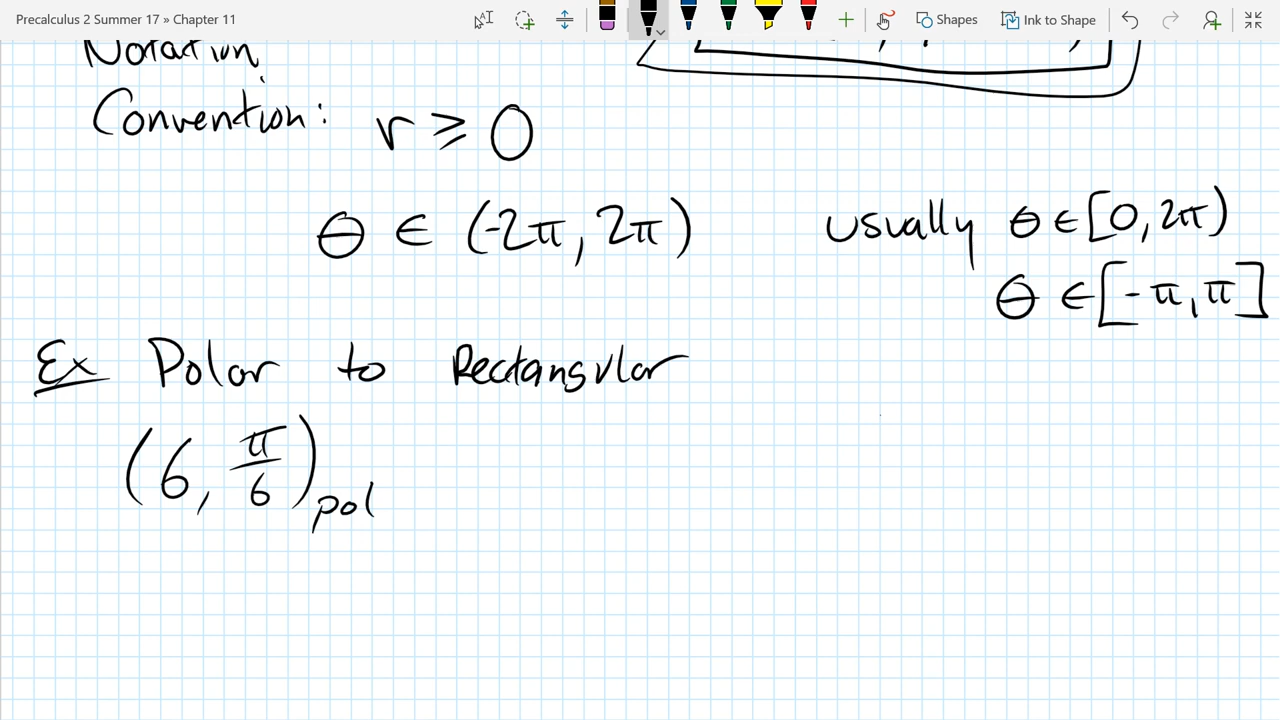 Precalculus 2 Summer 17 » Chapter 11
Shapes
Ink to Shape
Notation
Convention: r ≥ 0
θ ∈ (-2π, 2π) usually θ ∈ [0, 2π)
θ ∈ [-π, π]
Ex Polar to Rectangular
(6, π/6)pol